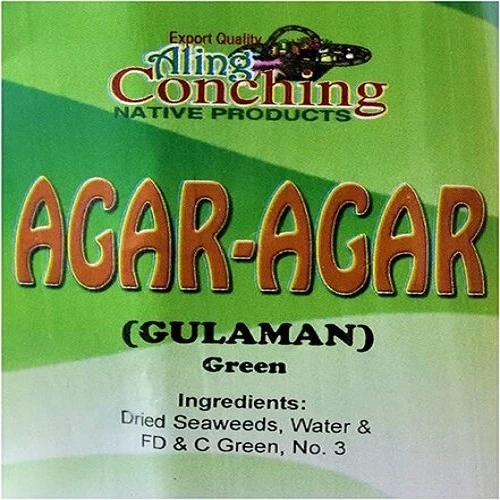 Export Quality
Aling
Conching
NATIVE PRODUCTS
AGAR-AGAR
(GULAMAN)
Green
Ingredients:
Dried Seaweeds, Water &
FD & C Green, No. 3